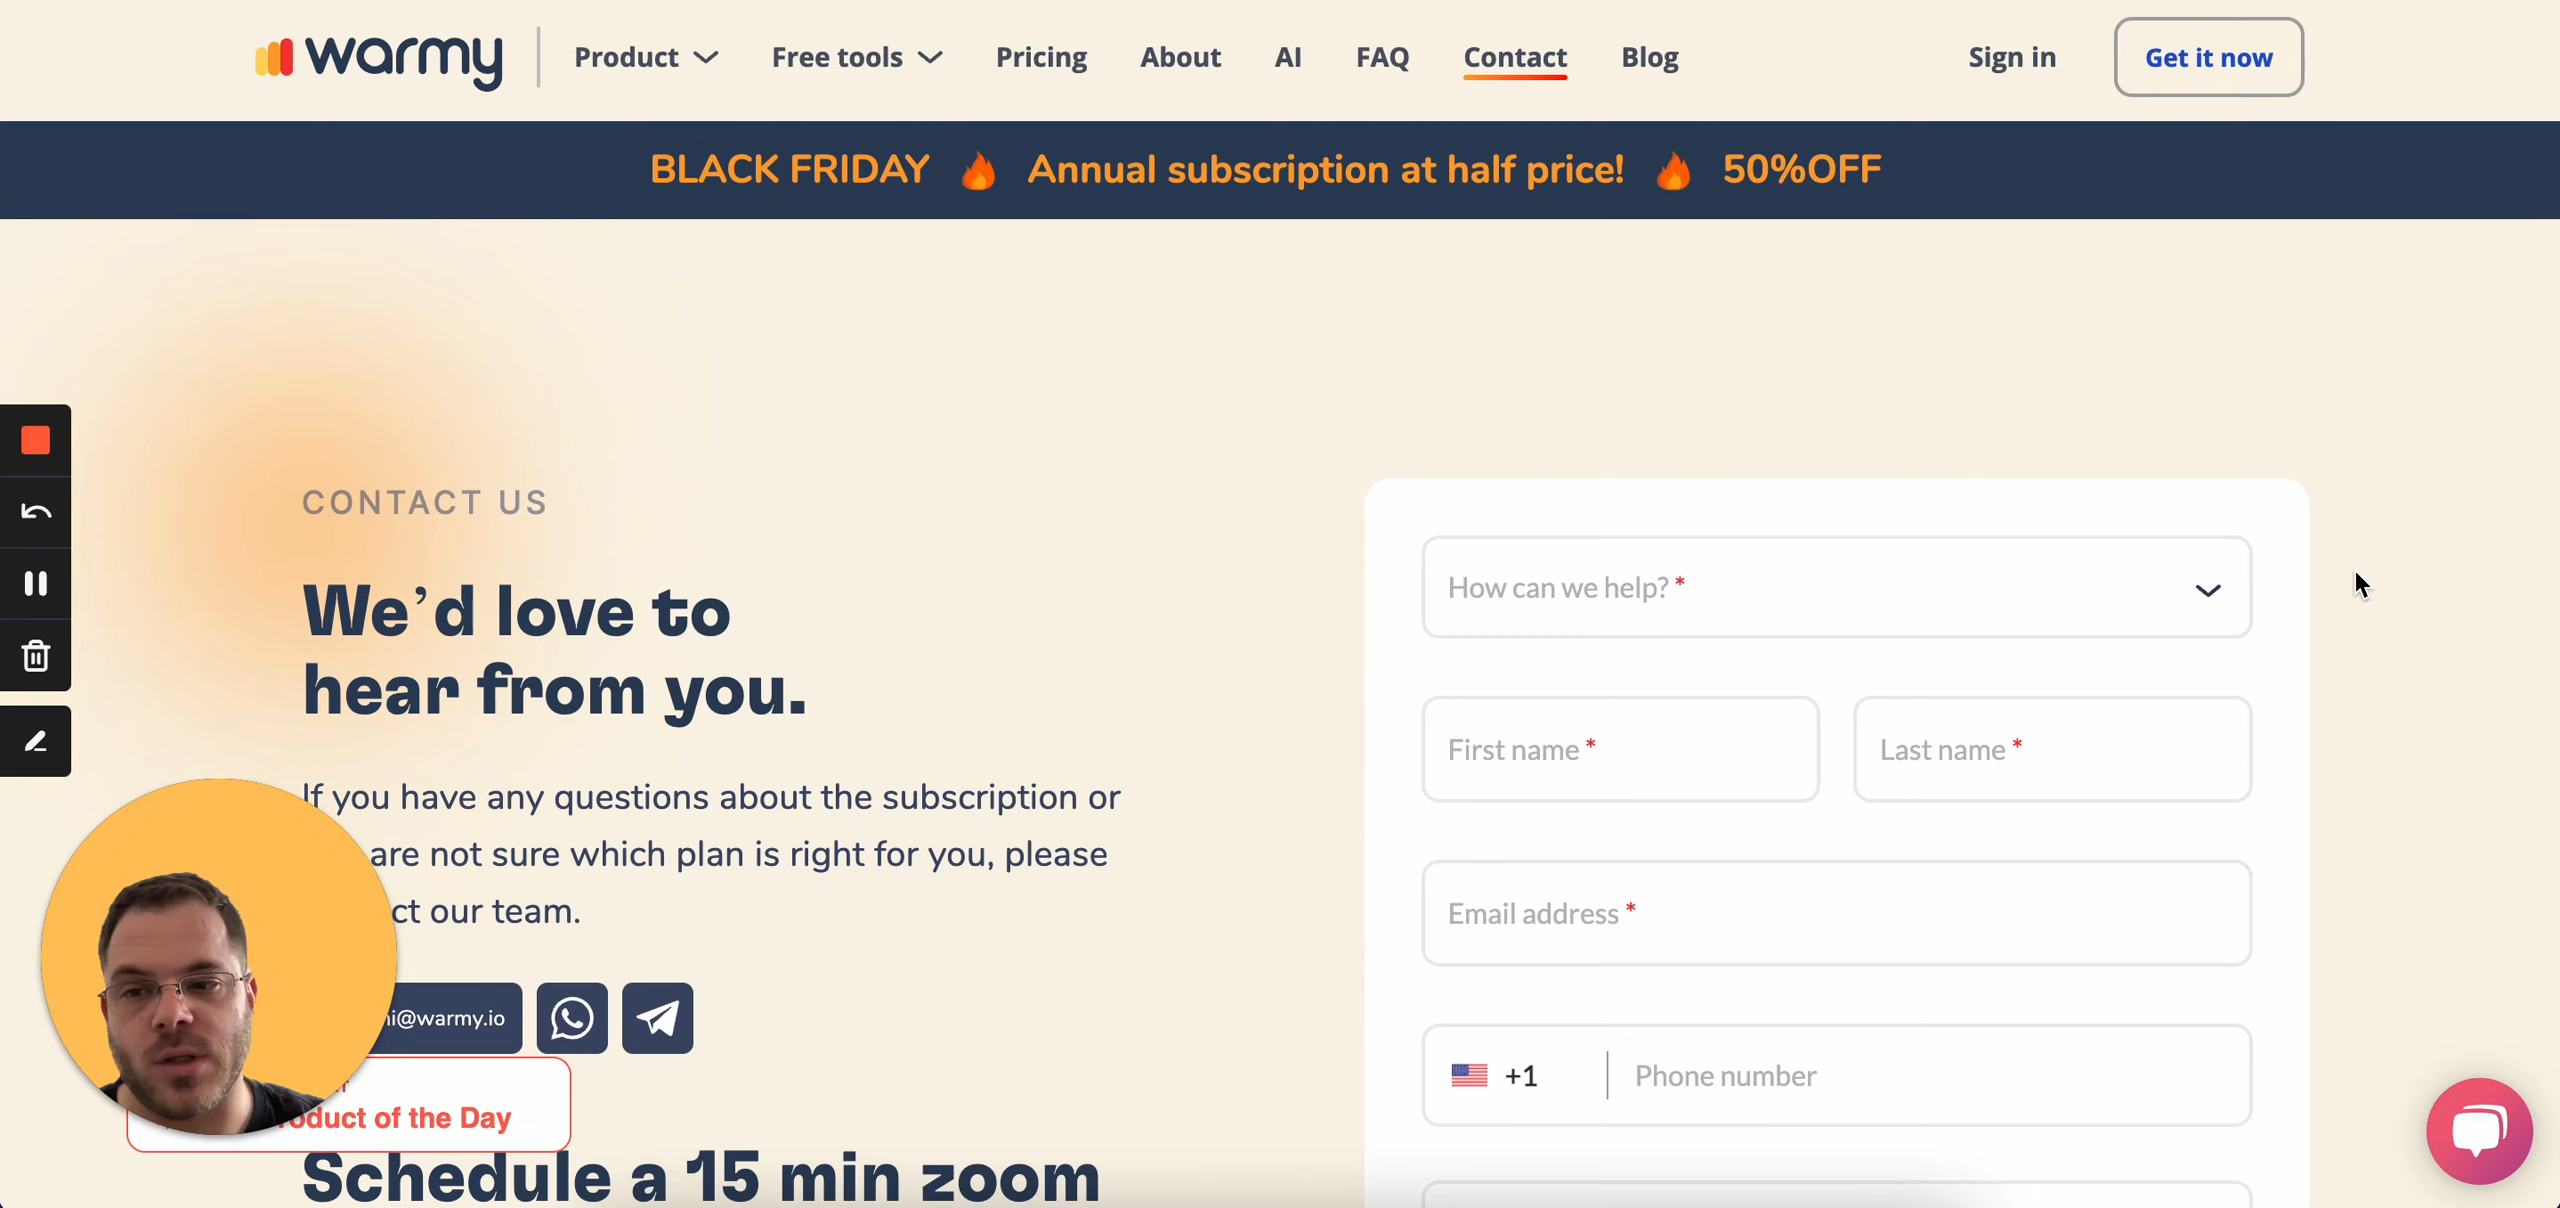 warmy
Product
Free tools
Pricing
About
AI
FAQ
Contact
Blog
Sign in
Get it now
BLACK FRIDAY 🔥 Annual subscription at half price! 🔥 50%OFF
CONTACT US
We’d love to
hear from you.
If you have any questions about the subscription or
are not sure which plan is right for you, please
our team.
@warmy.io
of the Day
Schedule a 15 min zoom
How can we help? *
First name *
Last name *
Email address *
+1
Phone number